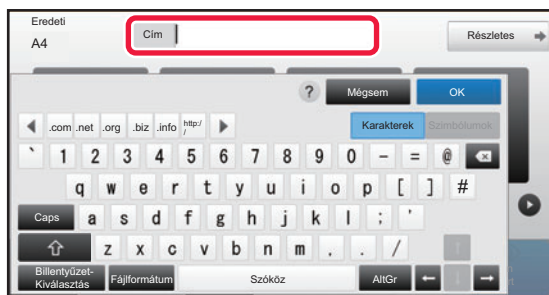 Eredeti
A4
Cím
Részletes
?
Mégsem
OK
.com .net .org .biz .info http:/
/
Karakterek
Szimbólumok
` 1 2 3 4 5 6 7 8 9 0 - = @
q w e r t y u i o p [ ] #
Caps a s d f g h j k l ; '
z x c v b n m , . /
Billentyűzet-
Kiválasztás
Fájlformátum
Szóköz
AltGr